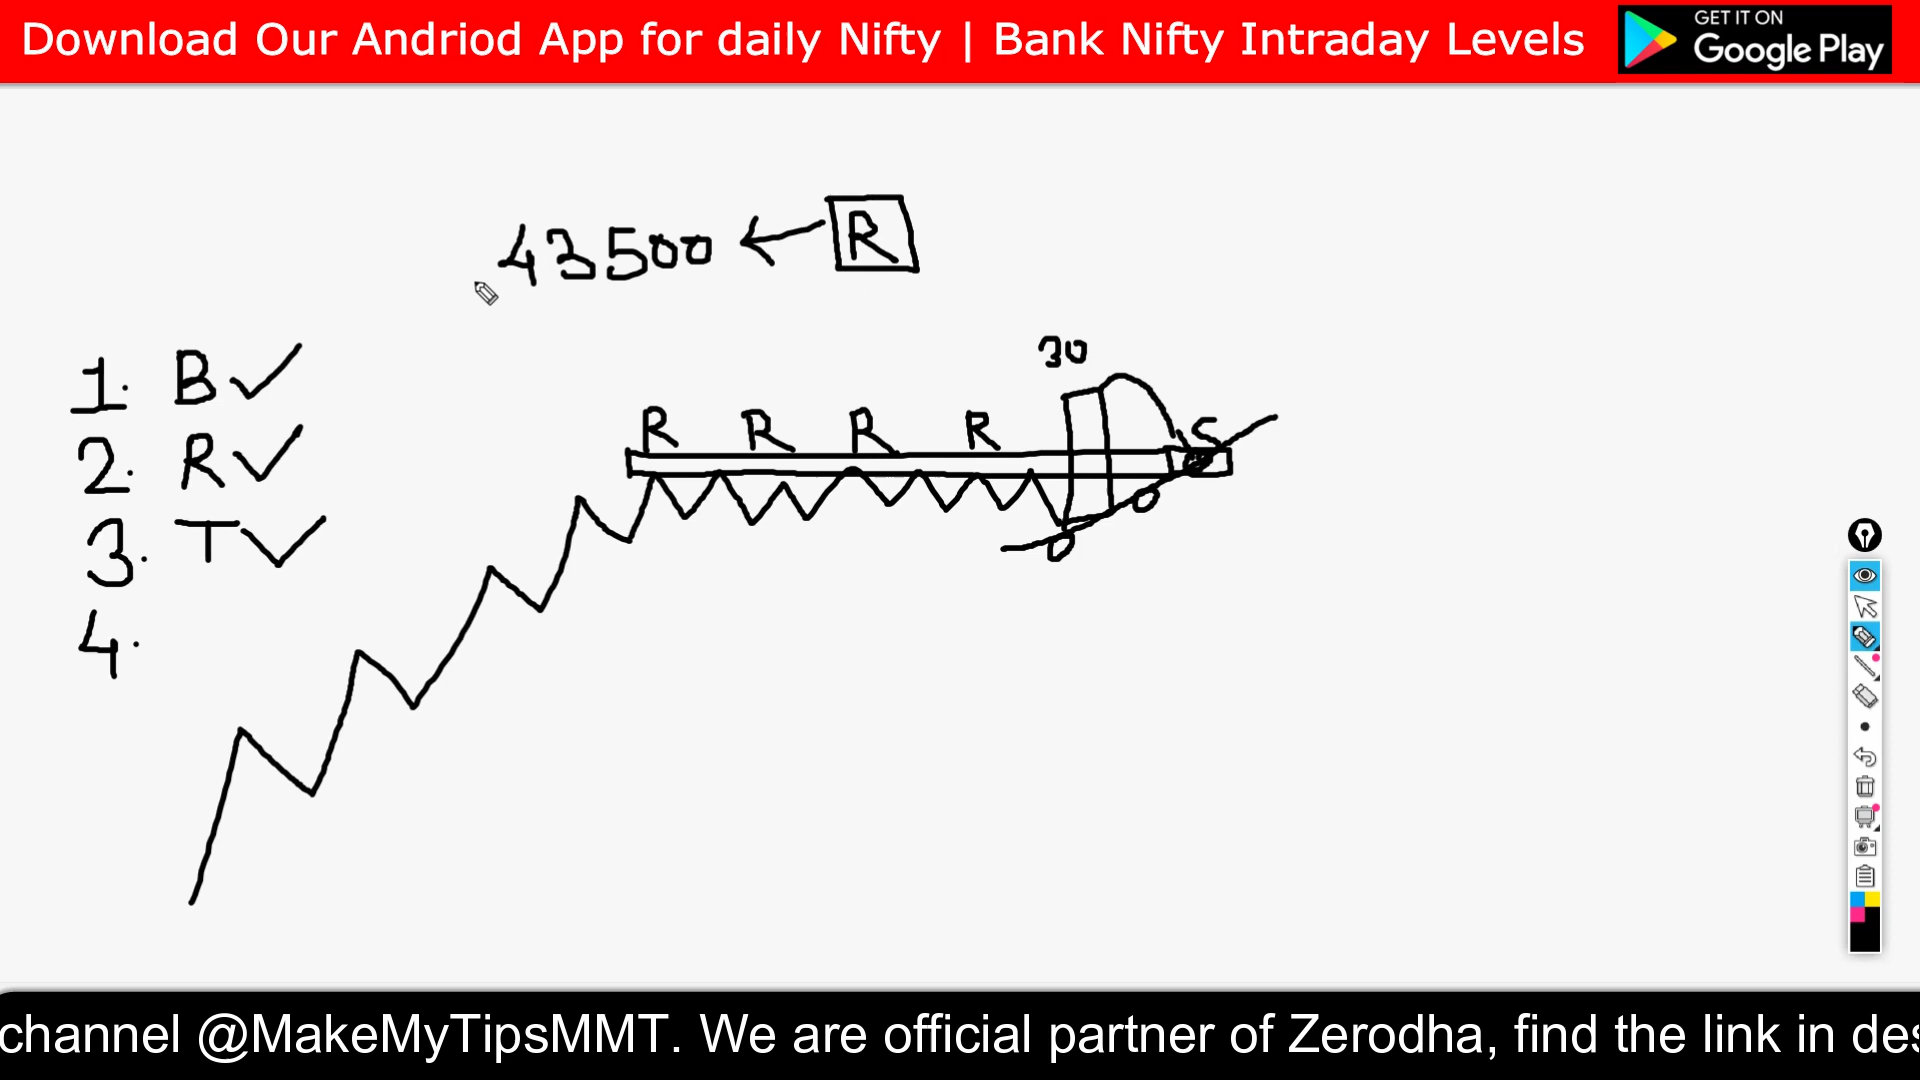 Download Our Andriod App for daily Nifty | Bank Nifty Intraday Levels
GET IT ON
Google Play
43500 ← R
30
1. B ✓
2. R ✓
3. T ✓
4.
R R R R S
channel @MakeMyTipsMMT. We are official partner of Zerodha, find the link in des